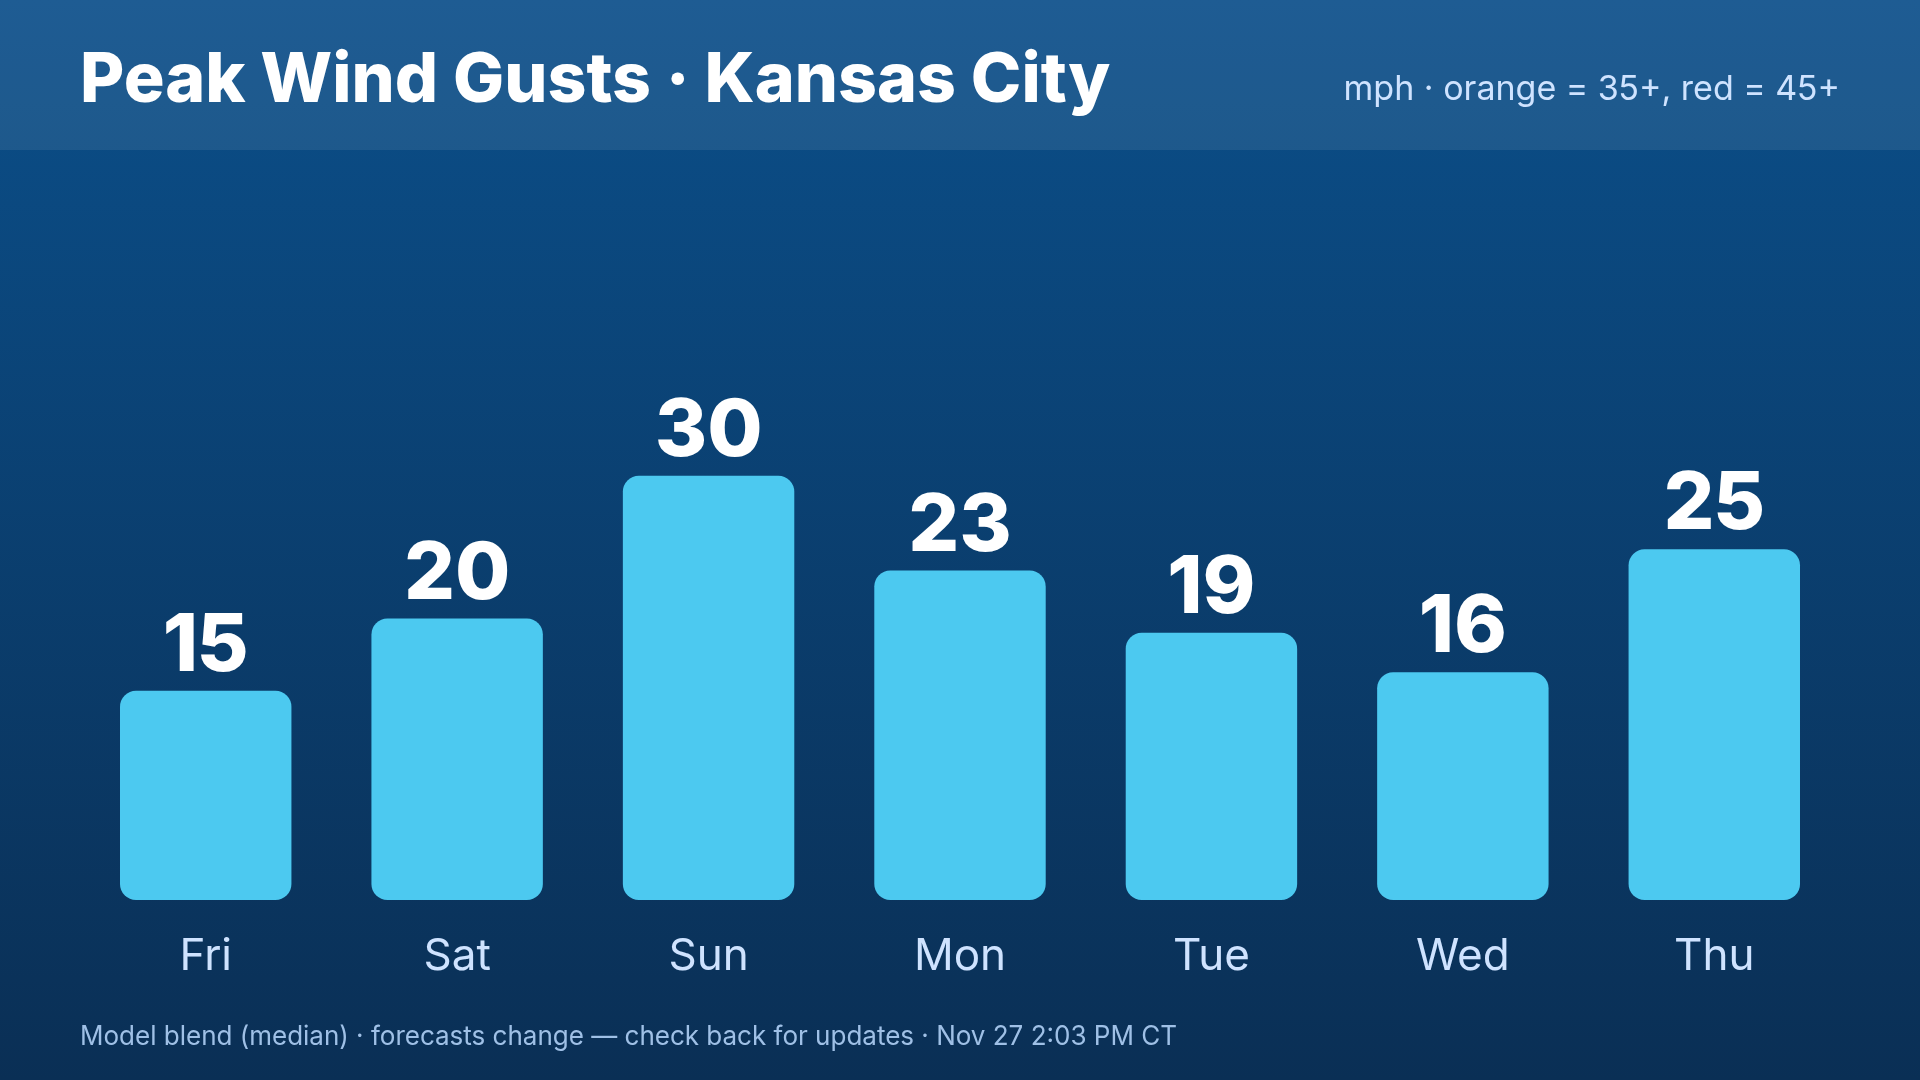 Peak Wind Gusts · Kansas City
mph · orange = 35+, red = 45+
15
20
30
23
19
16
25
Fri
Sat
Sun
Mon
Tue
Wed
Thu
Model blend (median) · forecasts change — check back for updates · Nov 27 2:03 PM CT